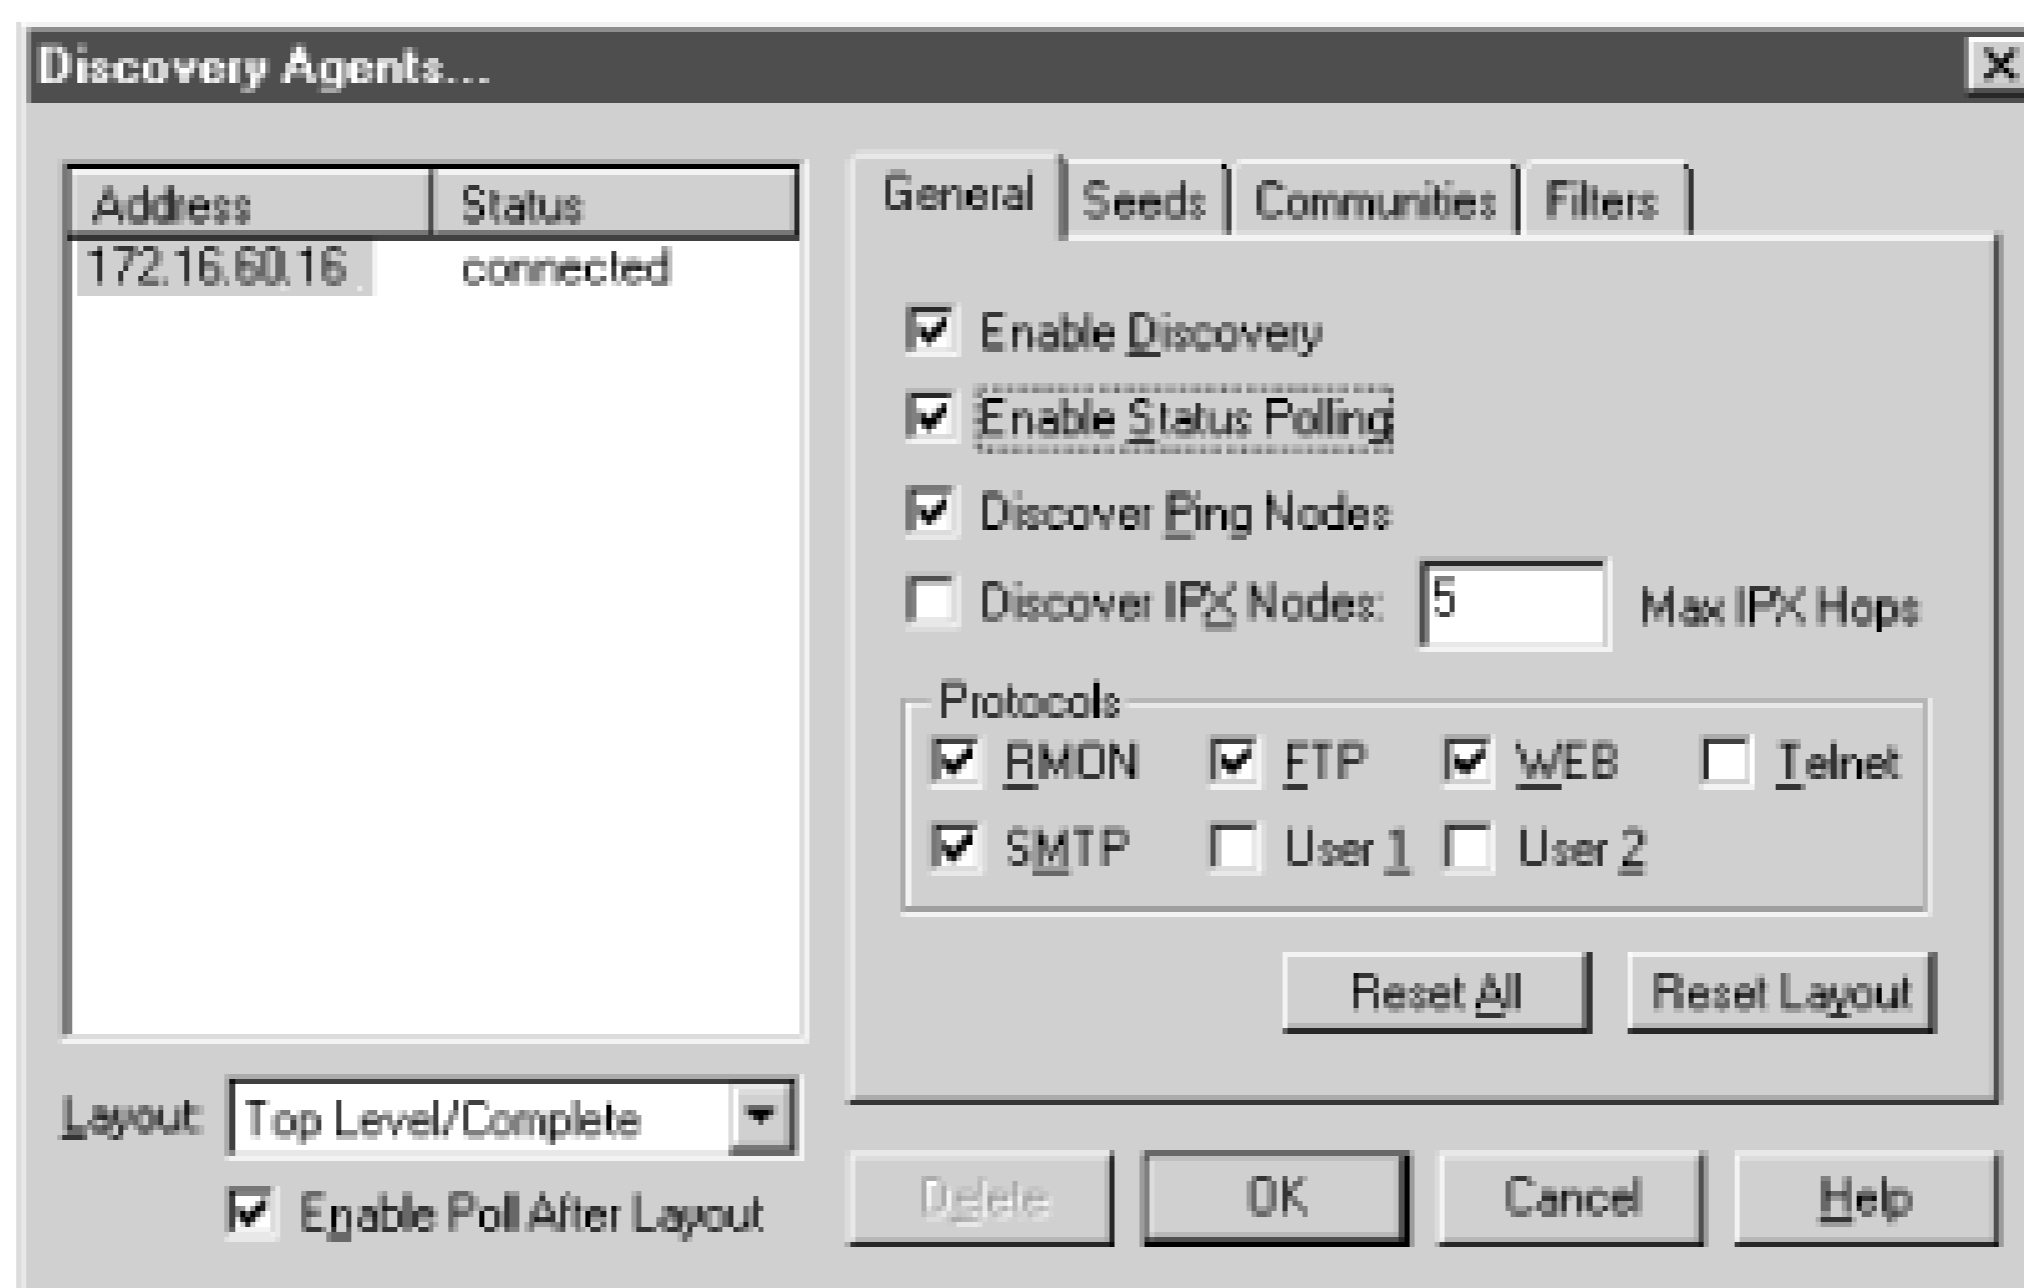 Discovery Agents...
Address Status
172.16.60.16 connected
Layout: Top Level/Complete
Enable Poll After Layout
General Seeds Communities Filters
Enable Discovery
Enable Status Polling
Discover Ping Nodes
Discover IPX Nodes: 5 Max IPX Hops
Protocols
RMON FTP WEB Telnet
SMTP User 1 User 2
Reset All Reset Layout
Delete OK Cancel Help